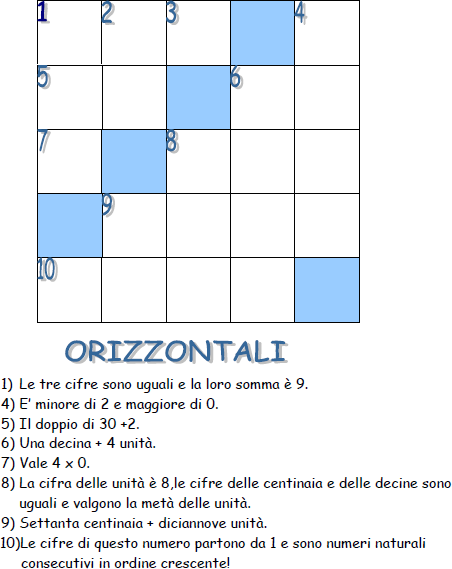 1 2 3 4
5 6
7 8
9
10
ORIZZONTALI
1) Le tre cifre sono uguali e la loro somma è 9.
4) E' minore di 2 e maggiore di 0.
5) Il doppio di 30 +2.
6) Una decina + 4 unità.
7) Vale 4 x 0.
8) La cifra delle unità è 8,le cifre delle centinaia e delle decine sono
uguali e valgono la metà delle unità.
9) Settanta centinaia + diciannove unità.
10)Le cifre di questo numero partono da 1 e sono numeri naturali
consecutivi in ordine crescente!